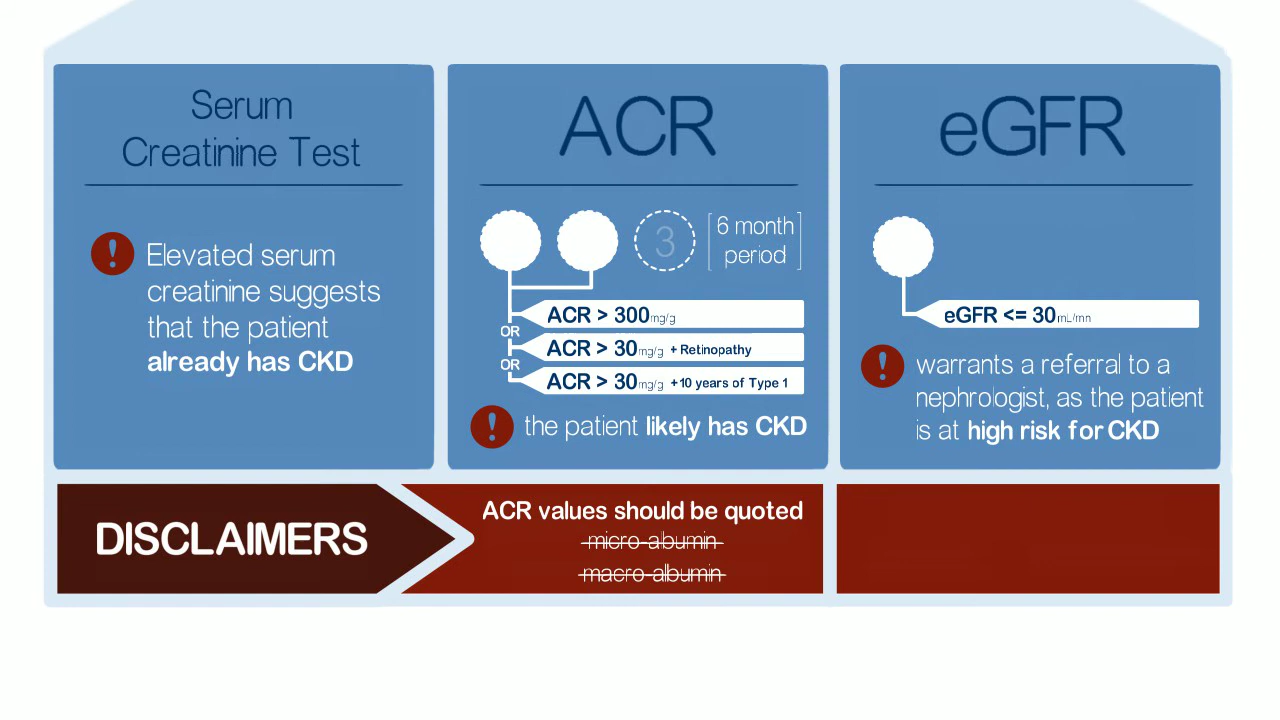 Serum
Creatinine Test
Elevated serum
creatinine suggests
that the patient
already has CKD
ACR
3
6 month
period
ACR > 300mg/g
OR
ACR > 30mg/g + Retinopathy
OR
ACR > 30mg/g +10 years of Type 1
the patient likely has CKD
eGFR
eGFR <= 30mL/mn
warrants a referral to a
nephrologist, as the patient
is at high risk for CKD
DISCLAIMERS
ACR values should be quoted
micro-albumin
macro-albumin